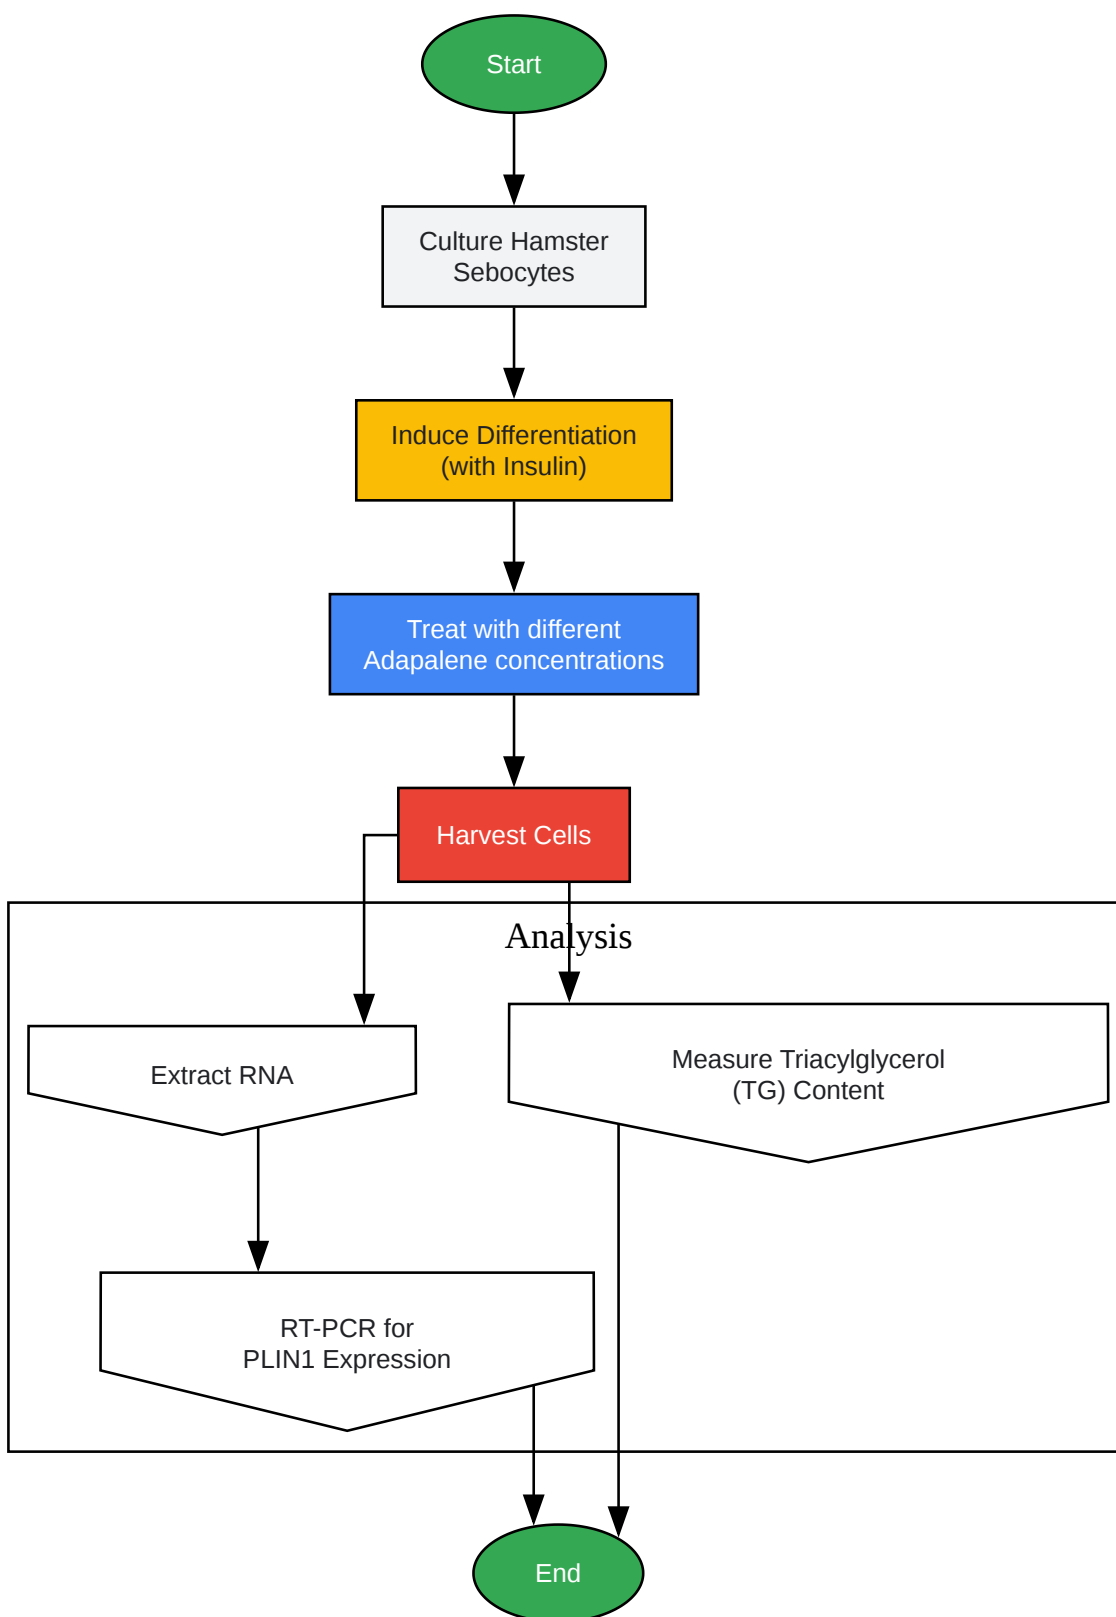 Start
Culture Hamster
Sebocytes
Induce Differentiation
(with Insulin)
Treat with different
Adapalene concentrations
Harvest Cells
Analysis
Extract RNA
Measure Triacylglycerol
(TG) Content
RT-PCR for
PLIN1 Expression
End